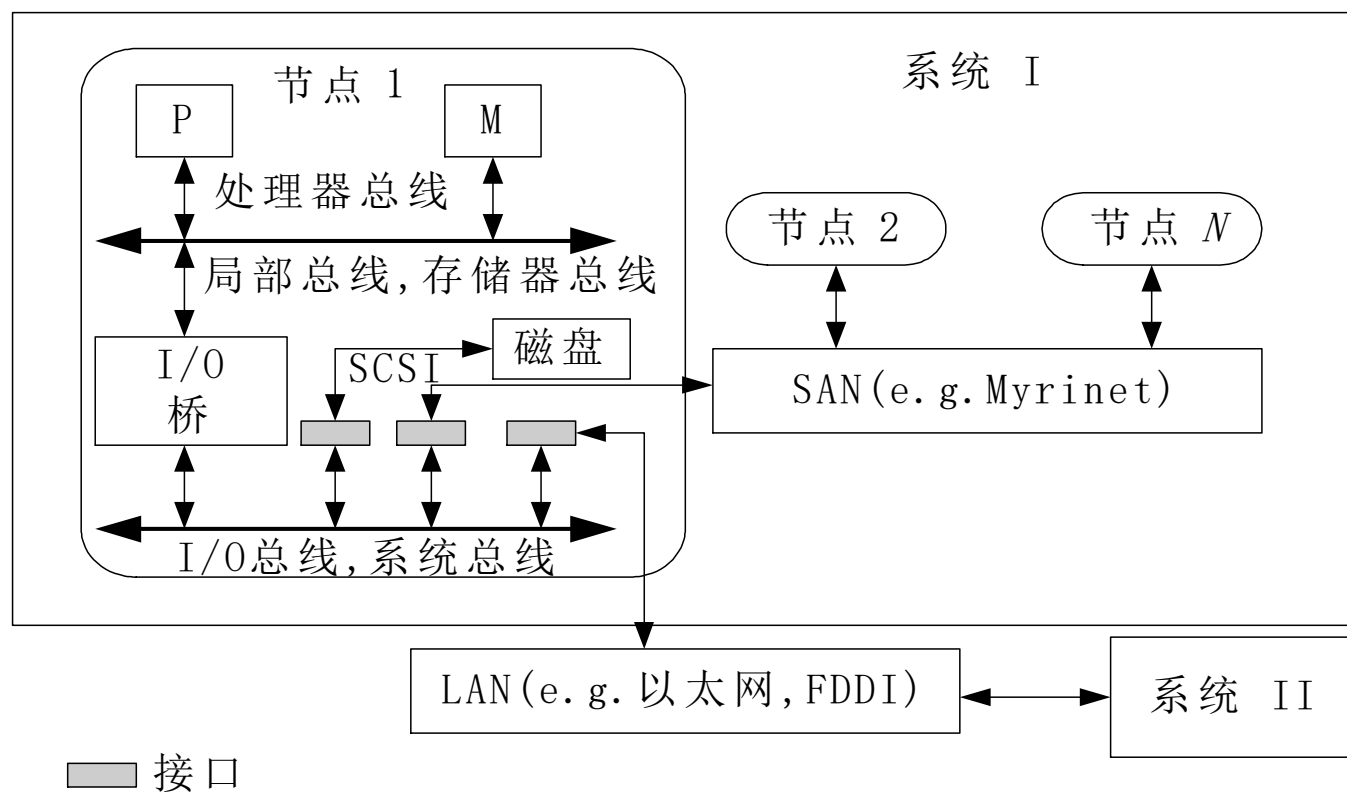 系统 I
节点 1
P
M
处理器总线
局部总线,存储器总线
节点 2
节点 N
I/O
桥
SCSI
磁盘
SAN(e.g.Myrinet)
I/O总线,系统总线
LAN(e.g.以太网,FDDI)
系统 II
接口